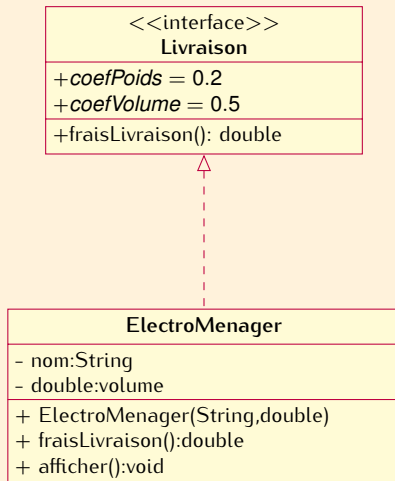 <<interface>>
Livraison
+coefPoids = 0.2
+coefVolume = 0.5
+fraisLivraison(): double
ElectroMenager
- nom:String
- double:volume
+ ElectroMenager(String,double)
+ fraisLivraison():double
+ afficher():void